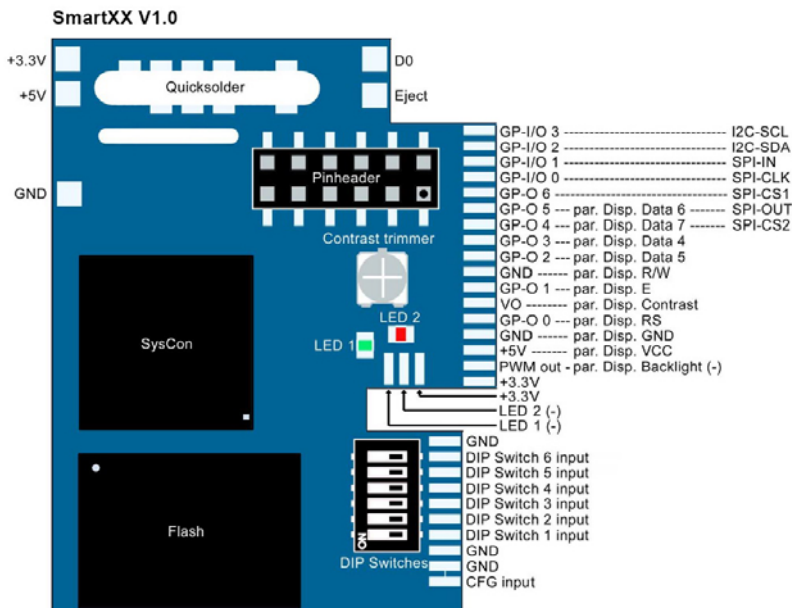 SmartXX V1.0
+3.3V
+5V
GND
Quicksolder
D0
Eject
Pinheader
Contrast trimmer
LED 2
LED 1
SysCon
Flash
ON
DIP Switches
GP-I/O 3 ---------------------------- I2C-SCL
GP-I/O 2 ---------------------------- I2C-SDA
GP-I/O 1 ---------------------------- SPI-IN
GP-I/O 0 ---------------------------- SPI-CLK
GP-O 6 ------------------------------ SPI-CS1
GP-O 5 --- par. Disp. Data 6 ------- SPI-OUT
GP-O 4 --- par. Disp. Data 7 ------- SPI-CS2
GP-O 3 --- par. Disp. Data 4
GP-O 2 --- par. Disp. Data 5
GND ------ par. Disp. R/W
GP-O 1 --- par. Disp. E
VO -------- par. Disp. Contrast
GP-O 0 --- par. Disp. RS
GND ------ par. Disp. GND
+5V ------ par. Disp. VCC
PWM out - par. Disp. Backlight (-)
+3.3V
+3.3V
LED 2 (-)
LED 1 (-)
GND
DIP Switch 6 input
DIP Switch 5 input
DIP Switch 4 input
DIP Switch 3 input
DIP Switch 2 input
DIP Switch 1 input
GND
GND
CFG input